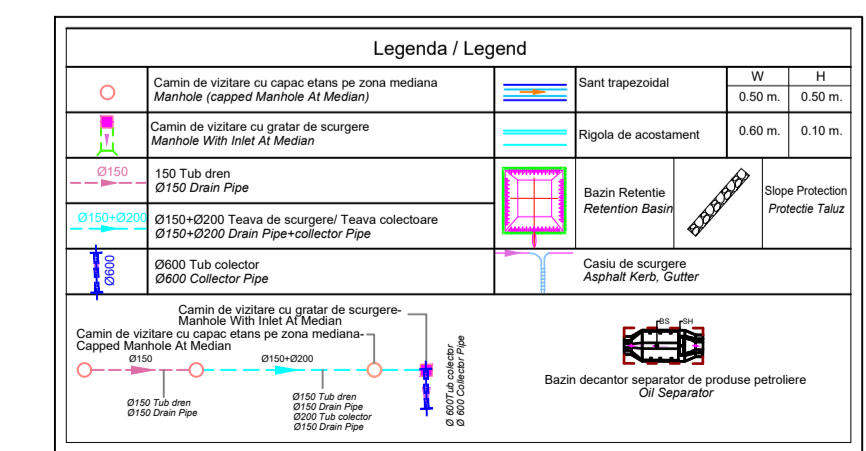 Legenda / Legend
Camin de vizitare cu capac etans pe zona mediana
Manhole (capped Manhole At Median)
Sant trapezoidal
W
H
0.50 m.
0.50 m.
Camin de vizitare cu gratar de scurgere
Manhole With Inlet At Median
Rigola de acostament
0.60 m.
0.10 m.
Ø150
150 Tub dren
Ø150 Drain Pipe
Bazin Retentie
Retention Basin
Slope Protection
Protectie Taluz
Ø150+Ø200
Ø150+Ø200 Teava de scurgere/ Teava colectoare
Ø150+Ø200 Drain Pipe+collector Pipe
Ø600
Ø600 Tub colector
Ø600 Collector Pipe
Casiu de scurgere
Asphalt Kerb, Gutter
Camin de vizitare cu gratar de scurgere-
Manhole With Inlet At Median
Camin de vizitare cu capac etans pe zona mediana-
Capped Manhole At Median
Ø150
Ø150+Ø200
Ø150 Tub dren
Ø150 Drain Pipe
Ø150 Tub dren
Ø150 Drain Pipe
Ø200 Tub colector
Ø150 Drain Pipe
Ø 600Tub colector
Ø 600 Collector Pipe
BS
SH
Bazin decantor separator de produse petroliere
Oil Separator